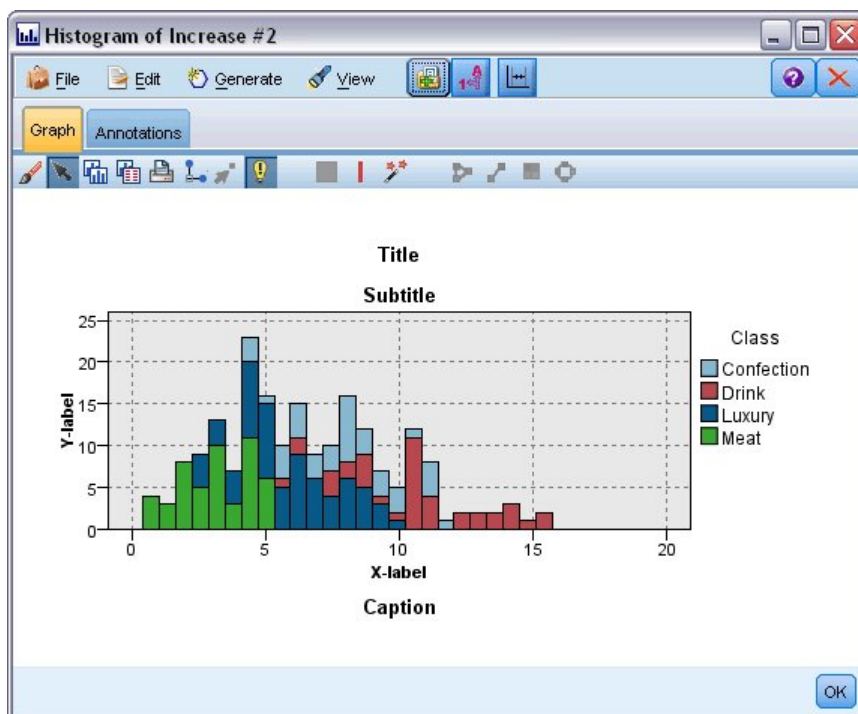 Histogram of Increase #2
File Edit Generate View
Graph Annotations
Title
Subtitle
25
20
15
10
5
0
Y-label
0 5 10 15 20
X-label
Caption
Class
Confection
Drink
Luxury
Meat
OK